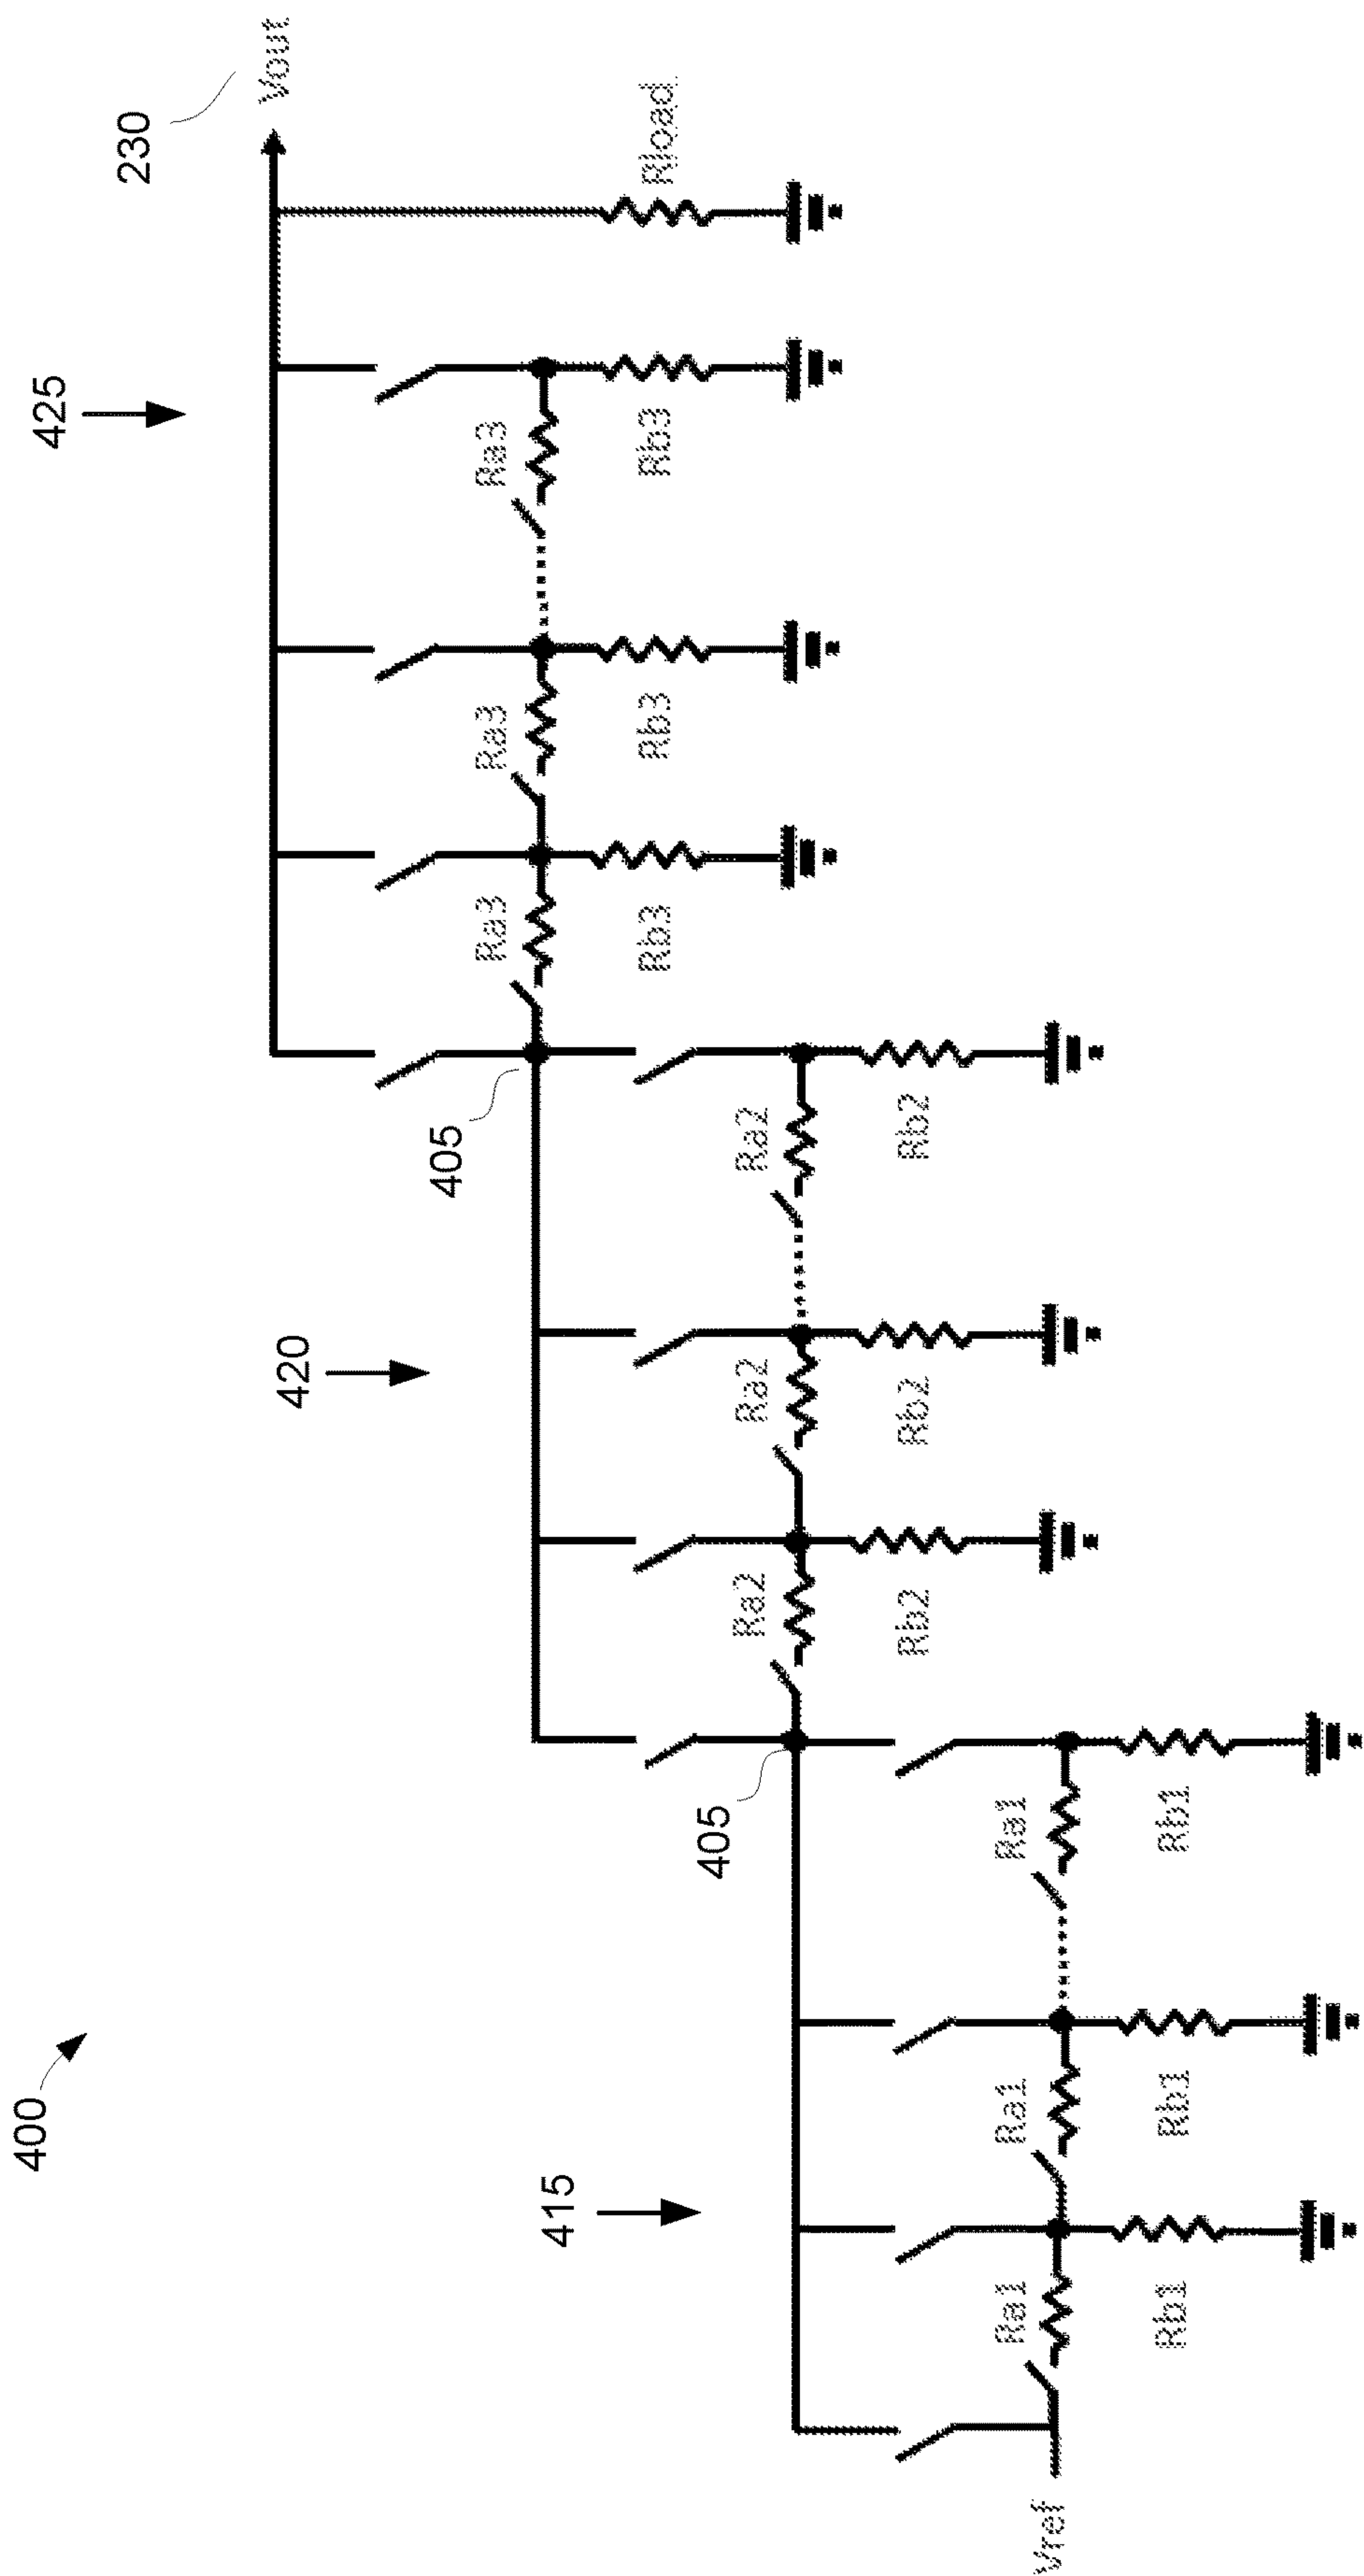 400
230
Vout
425
Rload
Ra3
Ra3
Ra3
Rb3
Rb3
Rb3
405
420
Ra2
Ra2
Ra2
Rb2
Rb2
Rb2
405
415
Ra1
Ra1
Ra1
Rb1
Rb1
Rb1
Vref